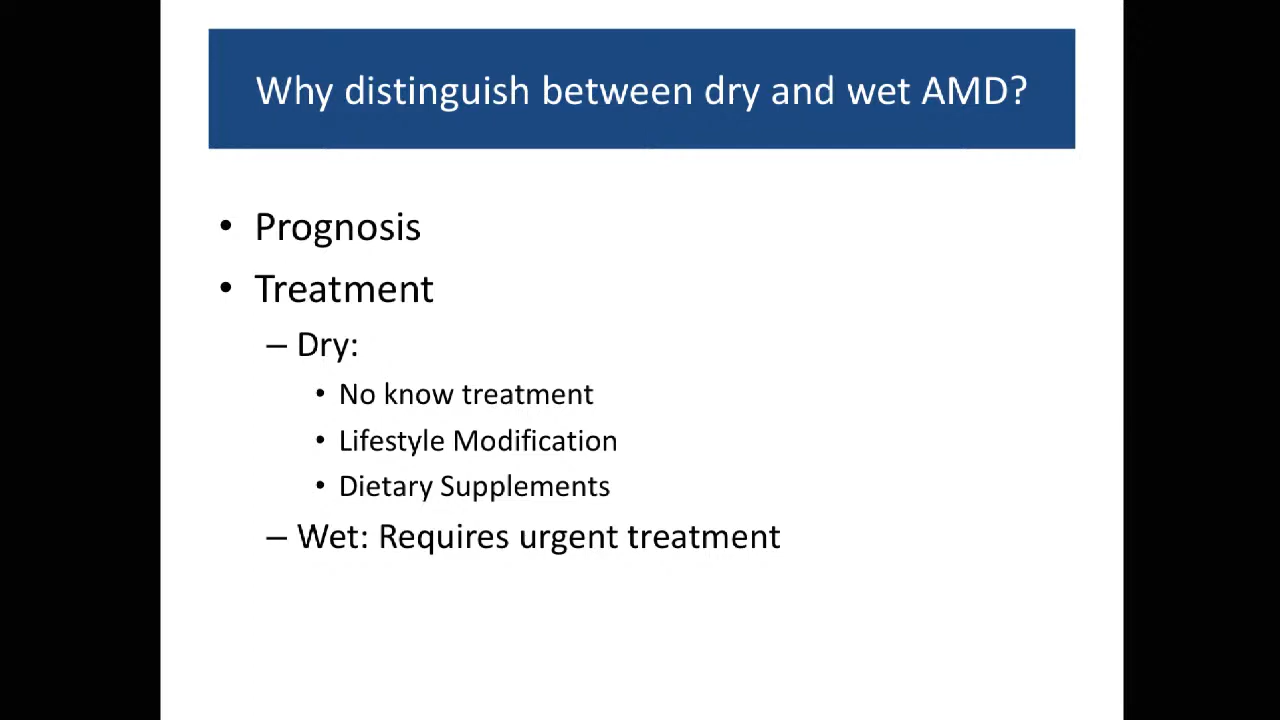 Why distinguish between dry and wet AMD?
• Prognosis
• Treatment
– Dry:
• No know treatment
• Lifestyle Modification
• Dietary Supplements
– Wet: Requires urgent treatment